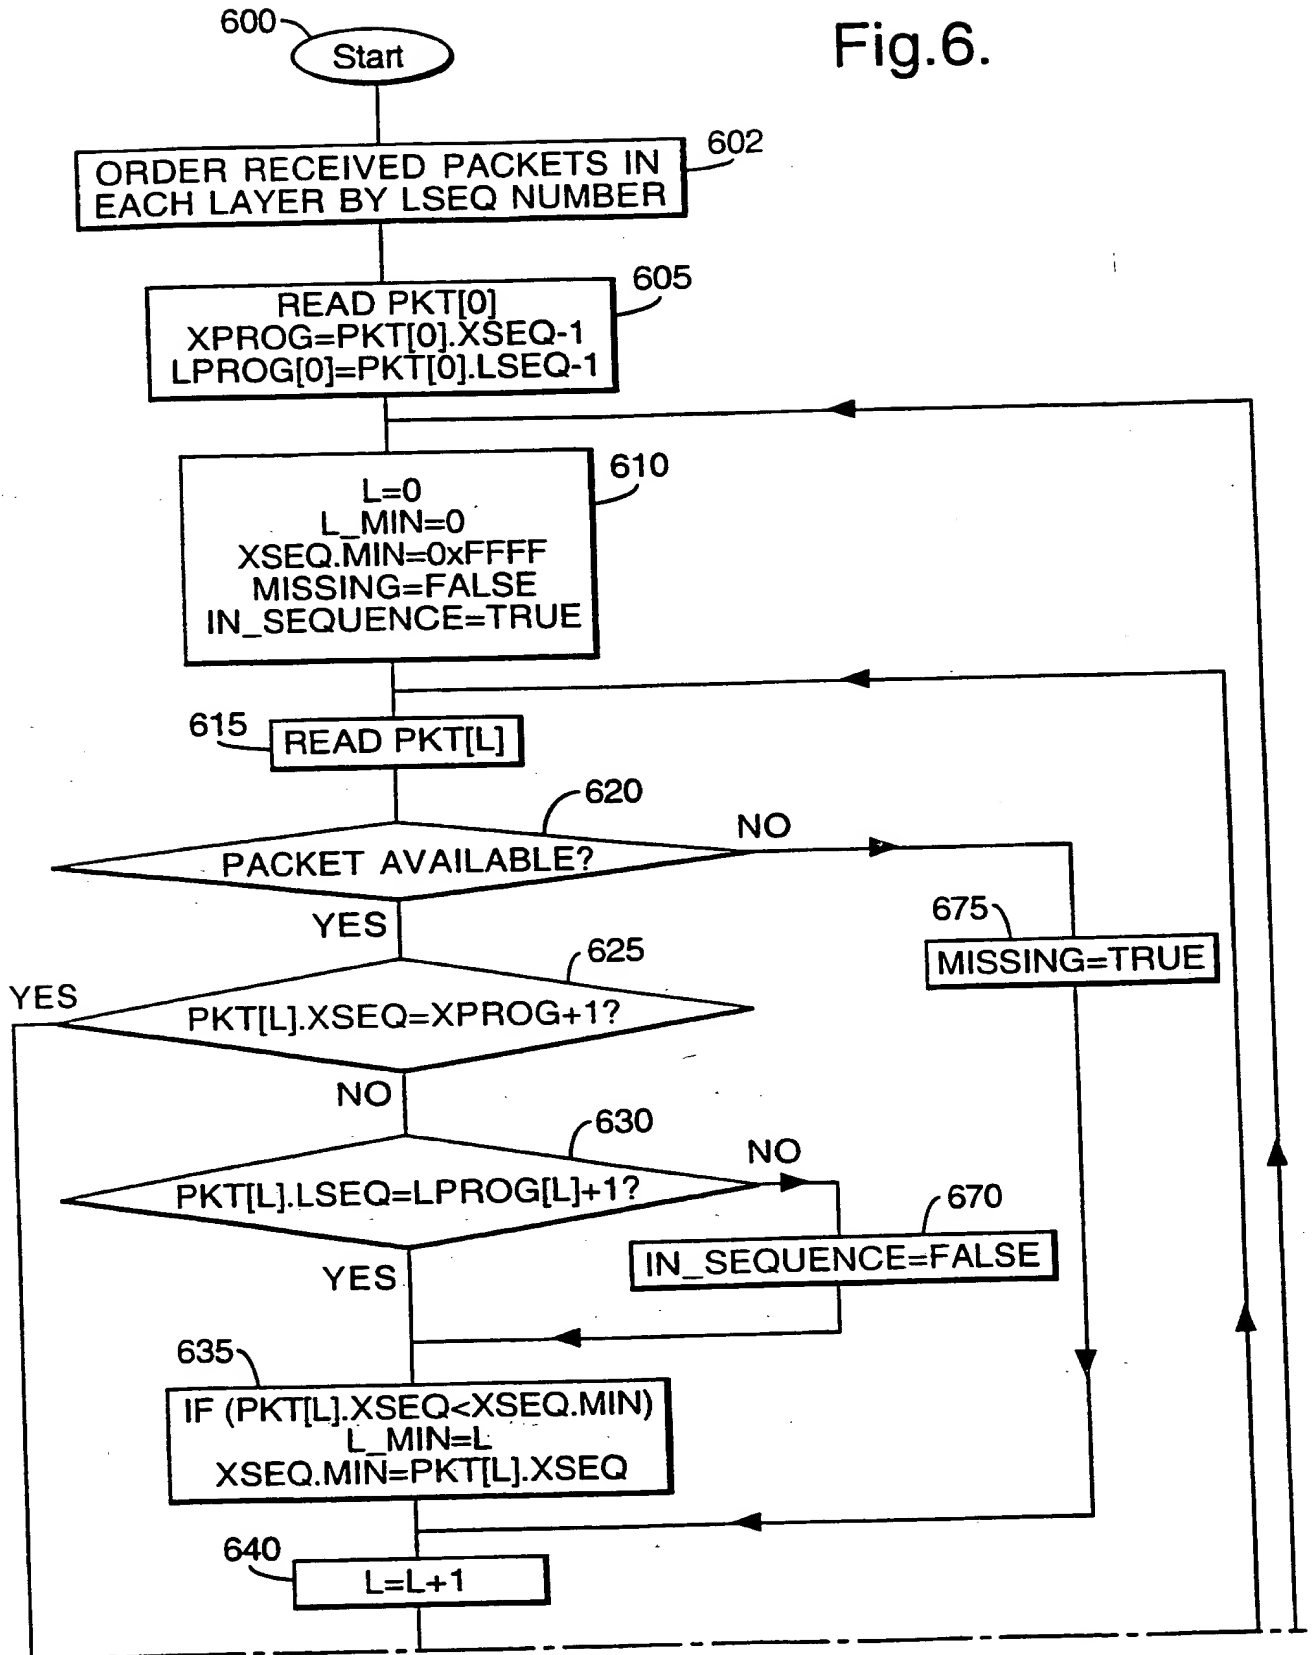 Fig.6.
600
Start
602
ORDER RECEIVED PACKETS IN
EACH LAYER BY LSEQ NUMBER
605
READ PKT[0]
XPROG=PKT[0].XSEQ-1
LPROG[0]=PKT[0].LSEQ-1
610
L=0
L_MIN=0
XSEQ.MIN=0xFFFF
MISSING=FALSE
IN_SEQUENCE=TRUE
615
READ PKT[L]
620
PACKET AVAILABLE?
NO
YES
675
MISSING=TRUE
625
YES
PKT[L].XSEQ=XPROG+1?
NO
630
NO
PKT[L].LSEQ=LPROG[L]+1?
670
IN_SEQUENCE=FALSE
YES
635
IF (PKT[L].XSEQ<XSEQ.MIN)
L_MIN=L
XSEQ.MIN=PKT[L].XSEQ
640
L=L+1